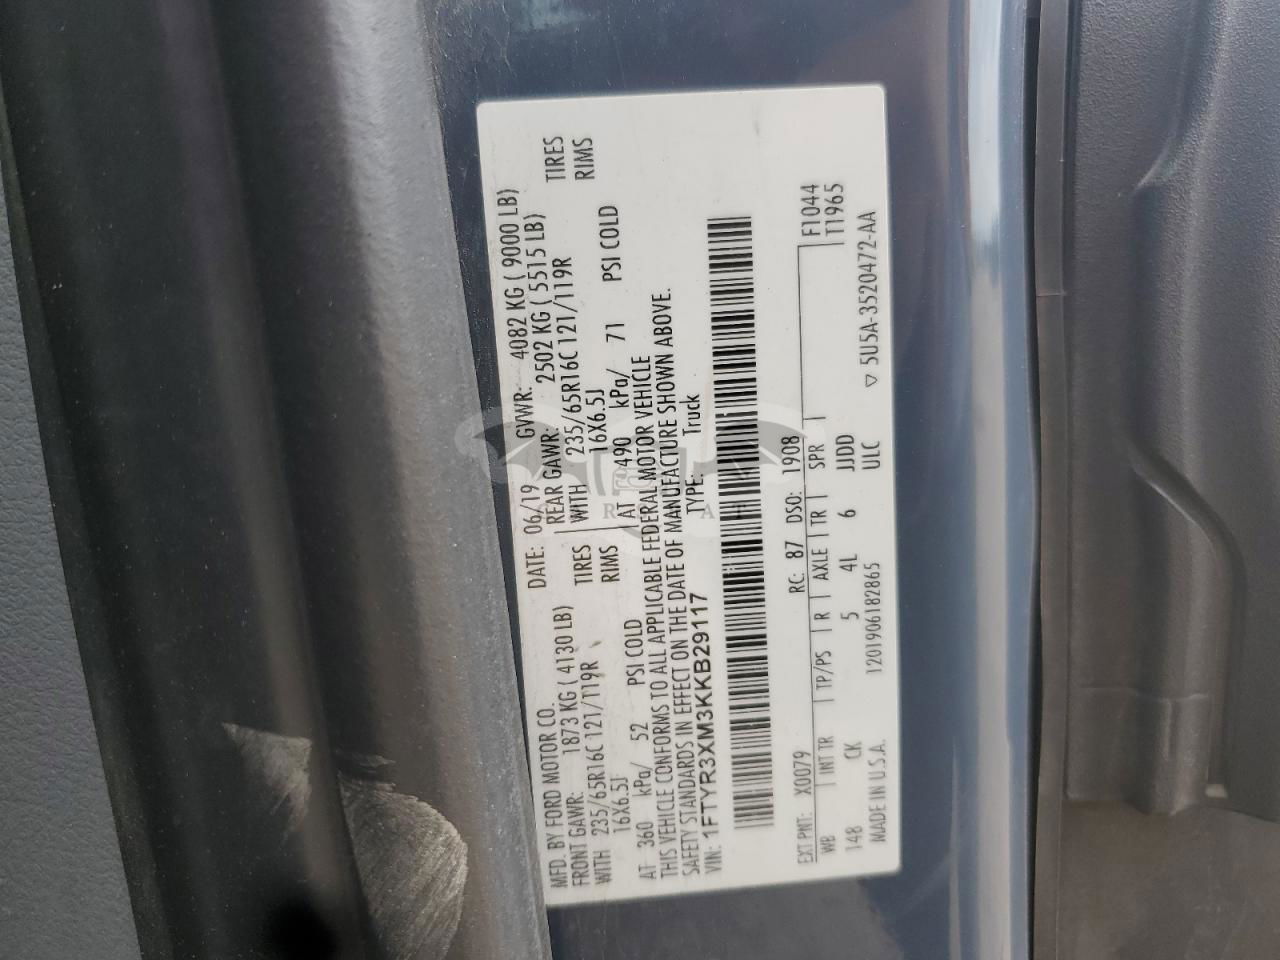 MFD. BY FORD MOTOR CO. DATE: 06/19 GVWR: 4082 KG ( 9000 LB)
FRONT GAWR: 1873 KG ( 4130 LB) REAR GAWR: 2502 KG ( 5515 LB)
WITH 235/65R16C 121/119R TIRES WITH 235/65R16C 121/119R TIRES
16X6.5J RIMS 16X6.5J RIMS
AT 360 kPa/ 52 PSI COLD AT 490 kPa/ 71 PSI COLD
THIS VEHICLE CONFORMS TO ALL APPLICABLE FEDERAL MOTOR VEHICLE
SAFETY STANDARDS IN EFFECT ON THE DATE OF MANUFACTURE SHOWN ABOVE.
VIN: 1FTYR3XM3KKB29117 TYPE: Truck
EXT PNT: X0079 RC: 87 DSO: 1908 F1044
WB INT TR TP/PS R AXLE TR SPR T1965
148 CK 5 4L 6 JJDD
MADE IN U.S.A. 1201906182865 ULC ▽ 5U5A-3520472-AA